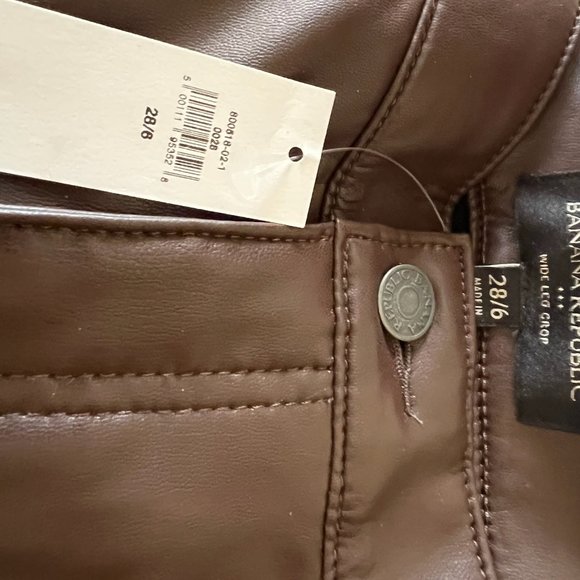 800818-02-1
0028
5 00111 95352 8
28/6
REPUBLIC BANANA
28/6
MADE IN
BANANA REPUBLIC
WIDE LEG CROP